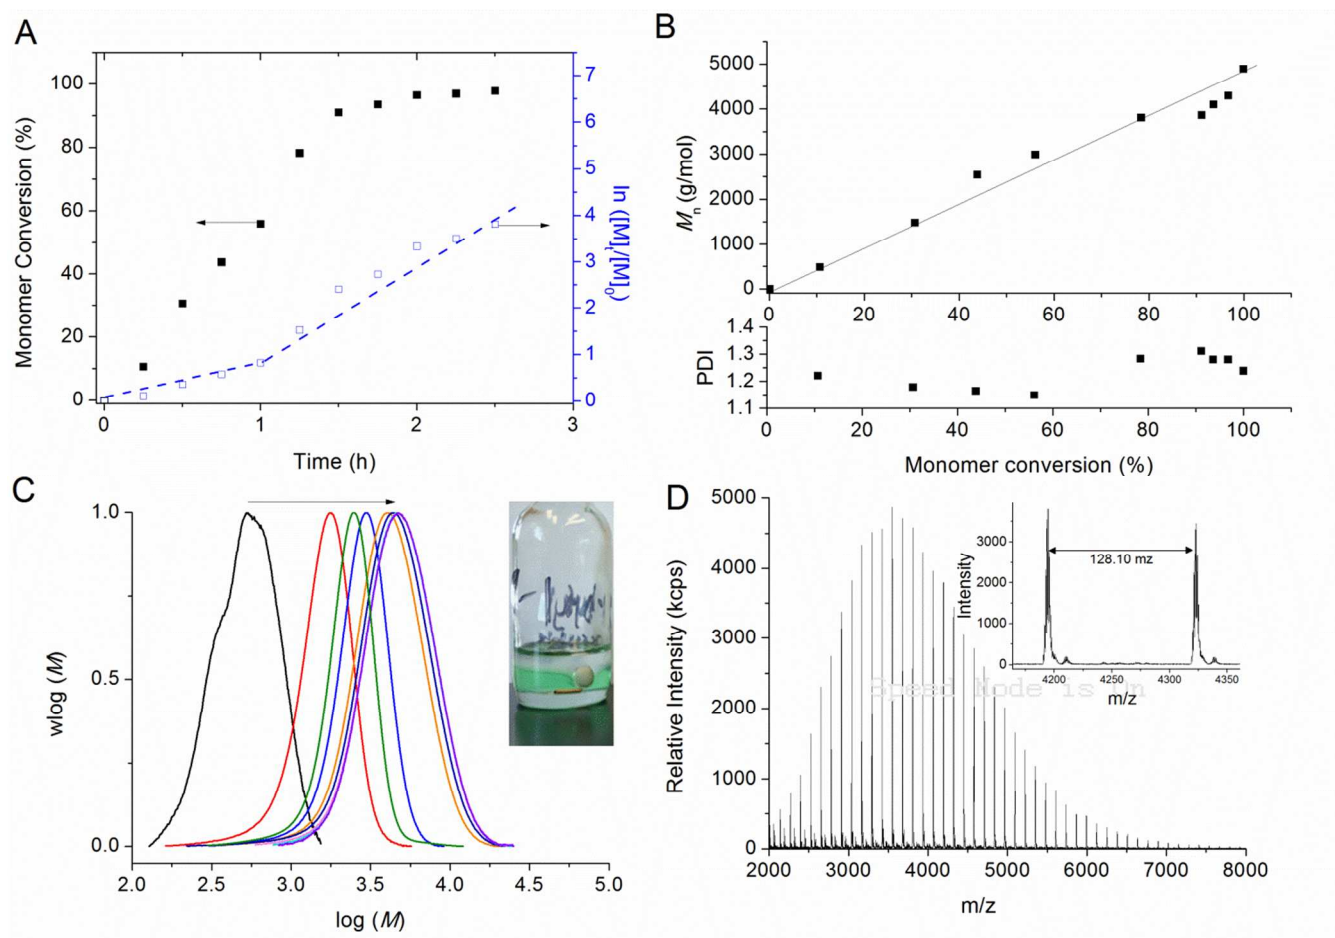 A
100
80
60
40
20
0
Monomer Conversion (%)
7
6
5
4
3
2
1
0
ln ([M]t/[M]0)
0 1 2 3
Time (h)
B
5000
4000
3000
2000
1000
0
Mn (g/mol)
0 20 40 60 80 100
1.4
1.3
1.2
1.1
PDI
0 20 40 60 80 100
Monomer conversion (%)
C
1.0
0.5
0.0
wlog (M)
2.0 2.5 3.0 3.5 4.0 4.5 5.0
log (M)
D
5000
4000
3000
2000
1000
0
Relative Intensity (kcps)
3000
2000
1000
0
Intensity
128.10 mz
4200 4250 4300 4350
m/z
Speed Mode is On
2000 3000 4000 5000 6000 7000 8000
m/z